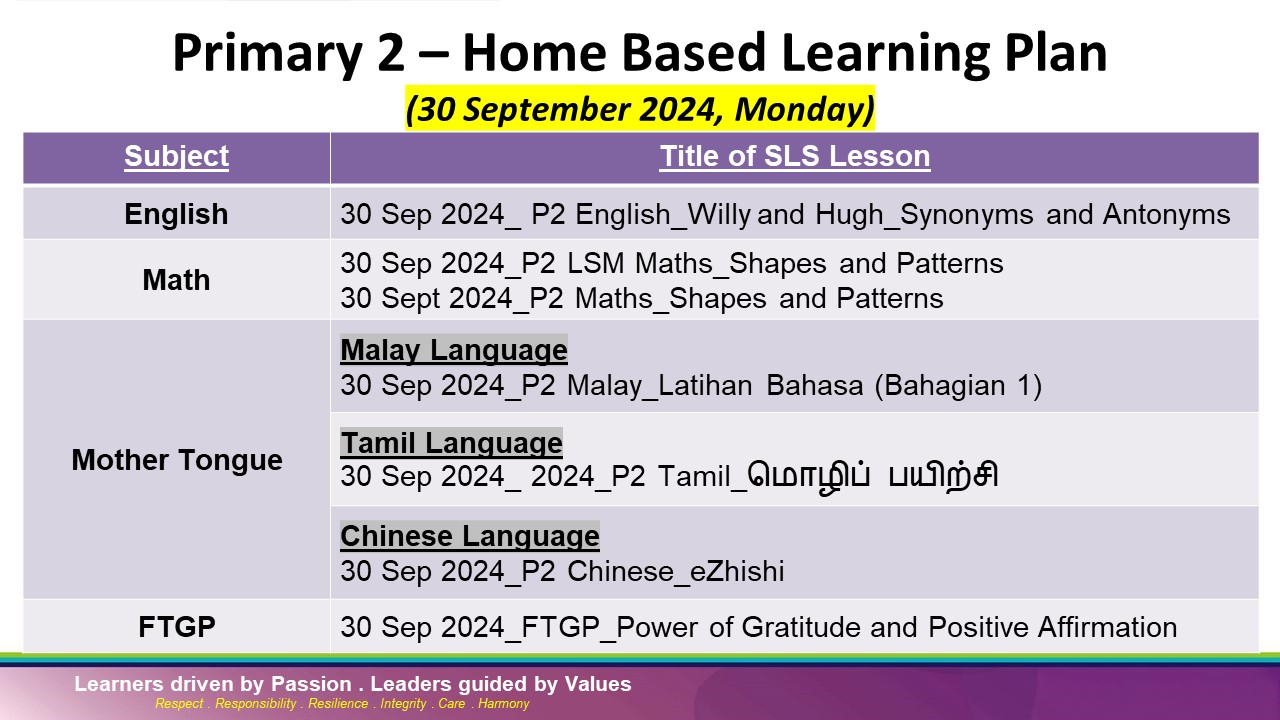 Primary 2 – Home Based Learning Plan
(30 September 2024, Monday)
Subject
Title of SLS Lesson
English
30 Sep 2024_ P2 English_Willy and Hugh_Synonyms and Antonyms
Math
30 Sep 2024_P2 LSM Maths_Shapes and Patterns
30 Sept 2024_P2 Maths_Shapes and Patterns
Mother Tongue
Malay Language
30 Sep 2024_P2 Malay_Latihan Bahasa (Bahagian 1)
Tamil Language
30 Sep 2024_ 2024_P2 Tamil_மொழிப் பயிற்சி
Chinese Language
30 Sep 2024_P2 Chinese_eZhishi
FTGP
30 Sep 2024_FTGP_Power of Gratitude and Positive Affirmation
Learners driven by Passion . Leaders guided by Values
Respect . Responsibility . Resilience . Integrity . Care . Harmony